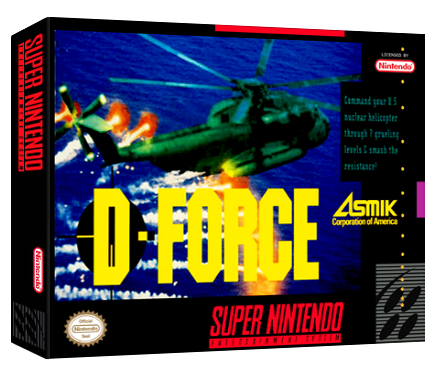 SUPER NINTENDO
Nintendo
LICENSED BY
Nintendo
Command your D.S
nuclear helicopter
through 7 grueling
levels & smash the
resistance!
D·FORCE
ASMIK
Corporation of America
Official
Nintendo
Seal
SUPER NINTENDO
ENTERTAINMENT SYSTEM